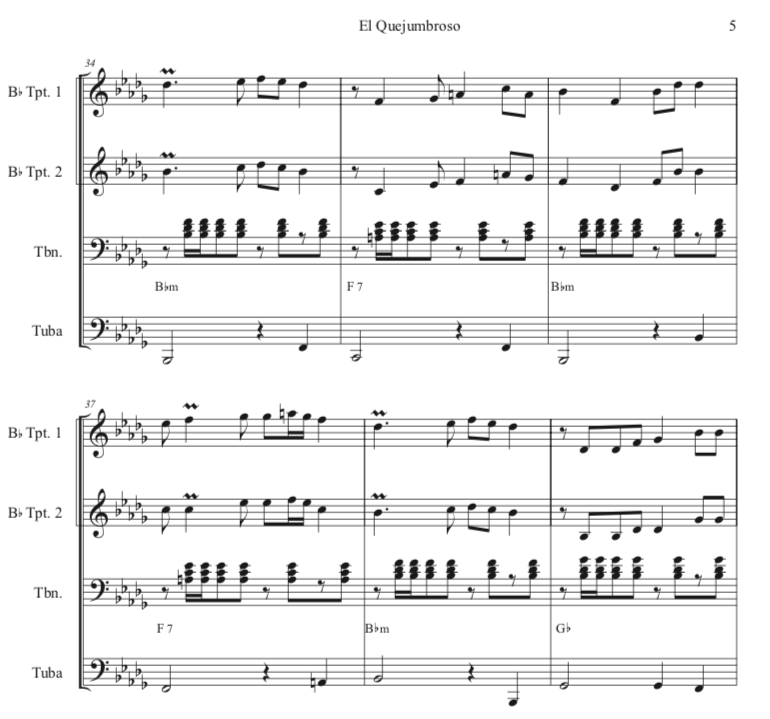 El Quejumbroso 5
34
B♭ Tpt. 1
B♭ Tpt. 2
Tbn.
B♭m F 7 B♭m
Tuba
37
B♭ Tpt. 1
B♭ Tpt. 2
Tbn.
F 7 B♭m G♭
Tuba